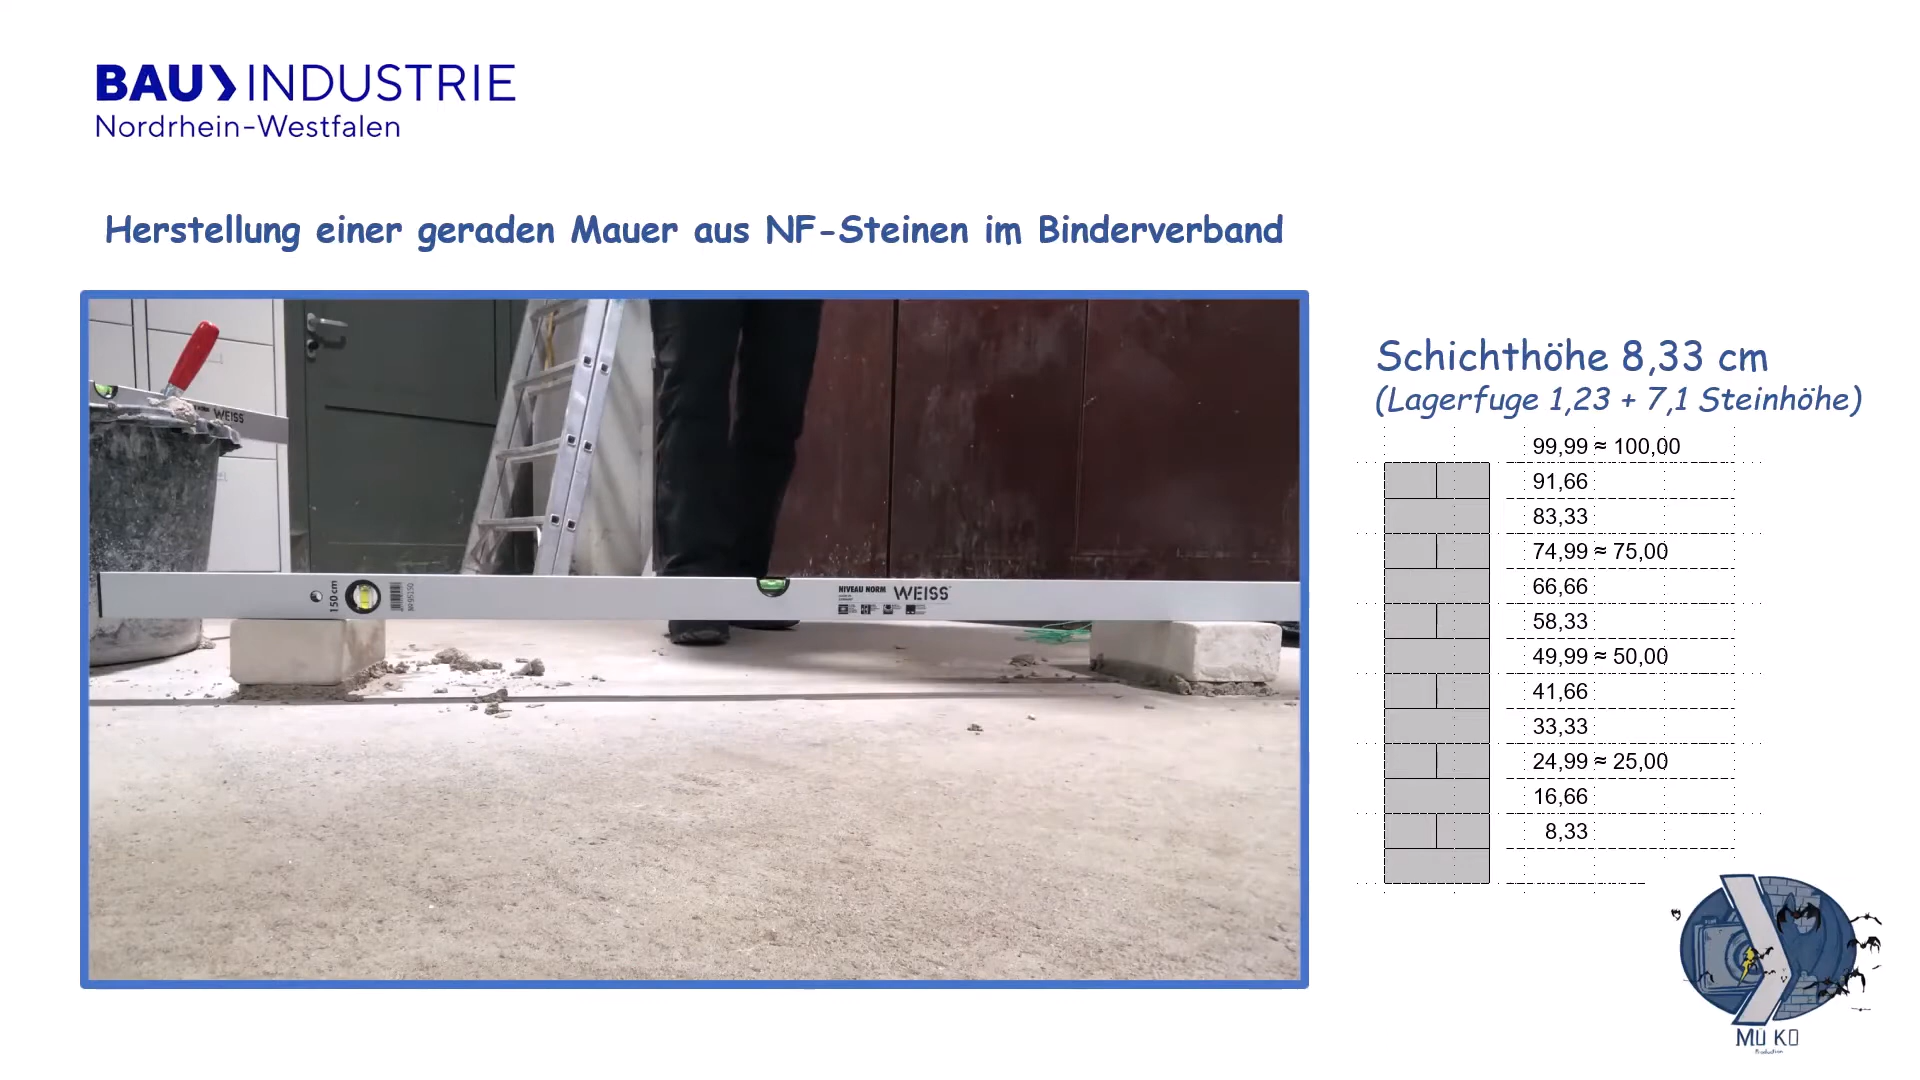 BAU INDUSTRIE
Nordrhein-Westfalen
Herstellung einer geraden Mauer aus NF-Steinen im Binderverband
WEISS
150 cm
NIVEAU NORM
WEISS
Schichthöhe 8,33 cm
(Lagerfuge 1,23 + 7,1 Steinhöhe)
99,99 ≈ 100,00
91,66
83,33
74,99 ≈ 75,00
66,66
58,33
49,99 ≈ 50,00
41,66
33,33
24,99 ≈ 25,00
16,66
8,33
MÜ KO
Production